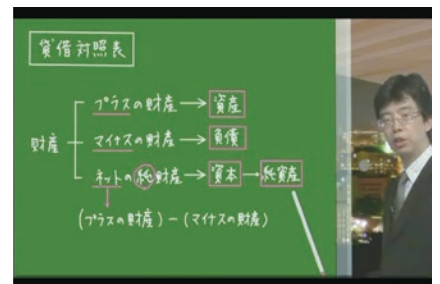 貸借対照表
プラスの財産→資産
財産 マイナスの財産→負債
ネットの純財産→資本→純資産
(プラスの財産)-(マイナスの財産)